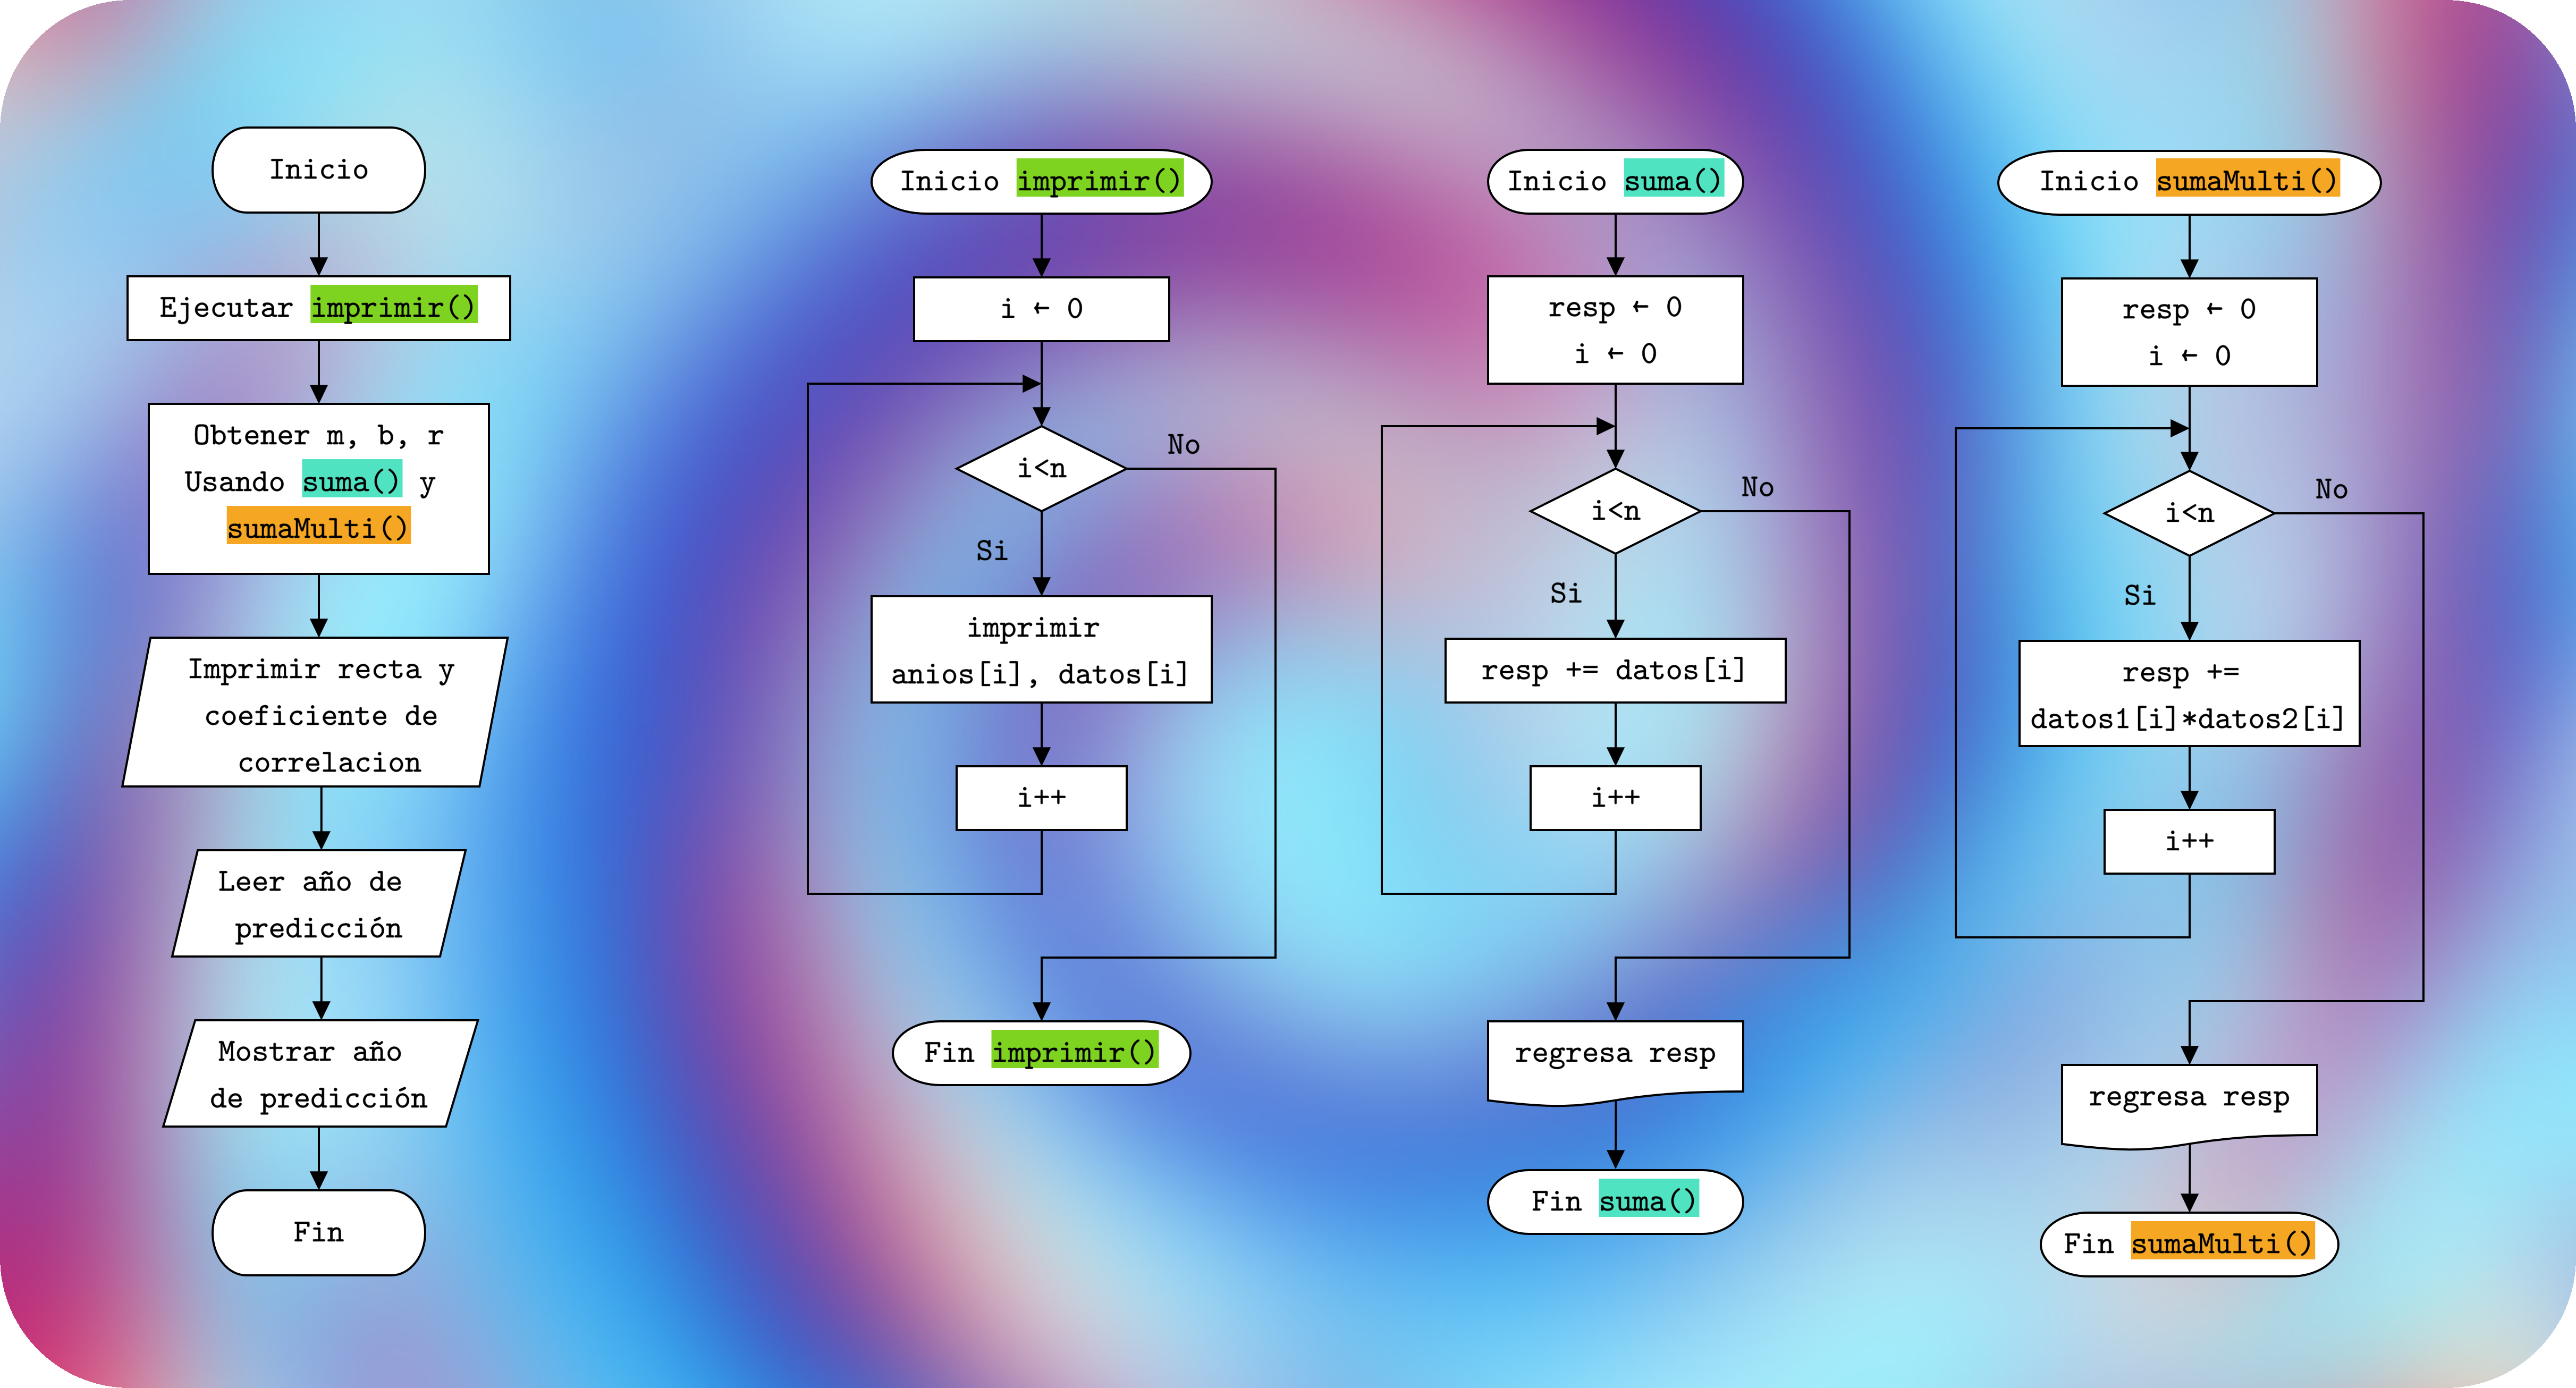 Inicio
Ejecutar imprimir()
Obtener m, b, r
Usando suma() y
sumaMulti()
Imprimir recta y
coeficiente de
correlacion
Leer año de
predicción
Mostrar año
de predicción
Fin
Inicio imprimir()
i ← 0
i<n
No
Si
imprimir
anios[i], datos[i]
i++
Fin imprimir()
Inicio suma()
resp ← 0
i ← 0
i<n
No
Si
resp += datos[i]
i++
regresa resp
Fin suma()
Inicio sumaMulti()
resp ← 0
i ← 0
i<n
No
Si
resp +=
datos1[i]*datos2[i]
i++
regresa resp
Fin sumaMulti()